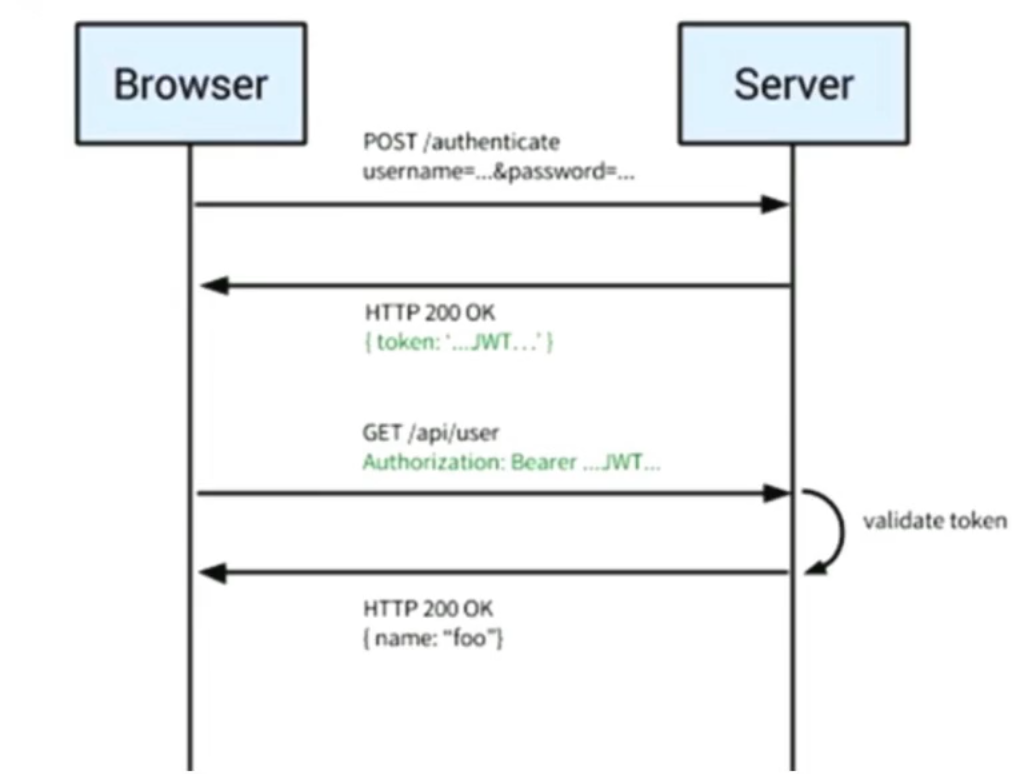 Browser
Server
POST /authenticate
username=...&password=...
HTTP 200 OK
{ token: '...JWT...' }
GET /api/user
Authorization: Bearer ...JWT...
validate token
HTTP 200 OK
{ name: "foo"}